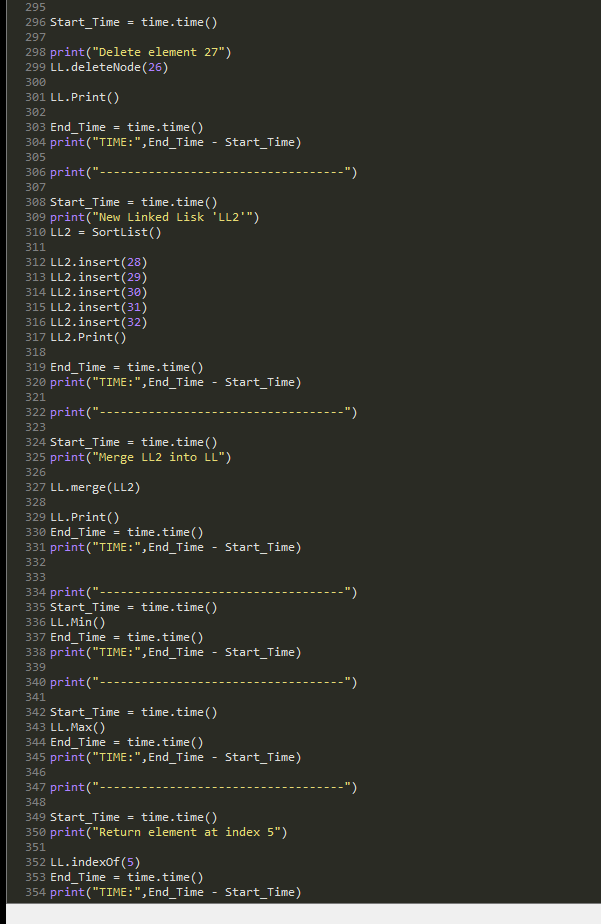 295
296 Start_Time = time.time()
297
298 print("Delete element 27")
299 LL.deleteNode(26)
300
301 LL.Print()
302
303 End_Time = time.time()
304 print("TIME:",End_Time - Start_Time)
305
306 print("-----------------------------------")
307
308 Start_Time = time.time()
309 print("New Linked Lisk 'LL2'")
310 LL2 = SortList()
311
312 LL2.insert(28)
313 LL2.insert(29)
314 LL2.insert(30)
315 LL2.insert(31)
316 LL2.insert(32)
317 LL2.Print()
318
319 End_Time = time.time()
320 print("TIME:",End_Time - Start_Time)
321
322 print("-----------------------------------")
323
324 Start_Time = time.time()
325 print("Merge LL2 into LL")
326
327 LL.merge(LL2)
328
329 LL.Print()
330 End_Time = time.time()
331 print("TIME:",End_Time - Start_Time)
332
333
334 print("-----------------------------------")
335 Start_Time = time.time()
336 LL.Min()
337 End_Time = time.time()
338 print("TIME:",End_Time - Start_Time)
339
340 print("-----------------------------------")
341
342 Start_Time = time.time()
343 LL.Max()
344 End_Time = time.time()
345 print("TIME:",End_Time - Start_Time)
346
347 print("-----------------------------------")
348
349 Start_Time = time.time()
350 print("Return element at index 5")
351
352 LL.indexOf(5)
353 End_Time = time.time()
354 print("TIME:",End_Time - Start_Time)